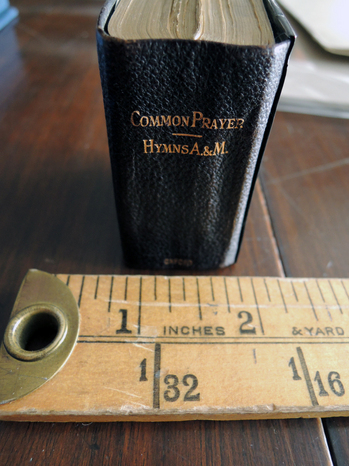 COMMON PRAYER
HYMNS A.&M.
1 INCHES 2 & YARD
1/32 1/16